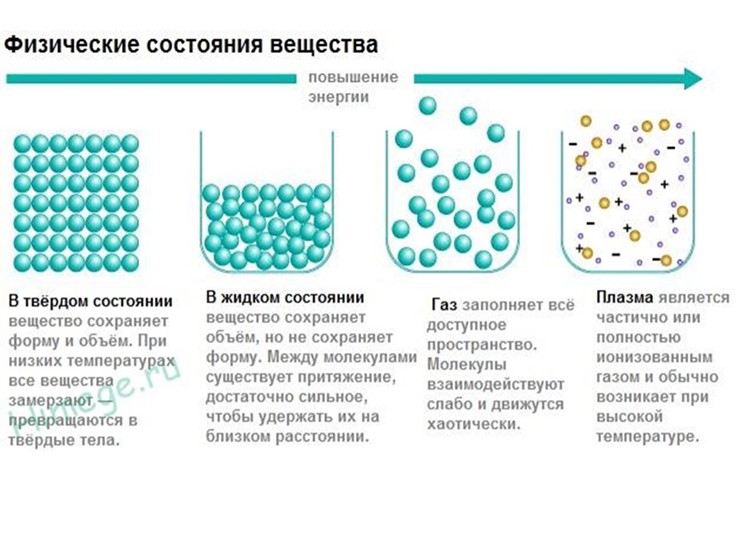 Физические состояния вещества
повышение
энергии
В твёрдом состоянии
вещество сохраняет
форму и объём. При
низких температурах
все вещества
замерзают —
превращаются в
твёрдые тела.
В жидком состоянии
вещество сохраняет
объём, но не сохраняет
форму. Между молекулами
существует притяжение,
достаточно сильное,
чтобы удержать их на
близком расстоянии.
Газ заполняет всё
доступное
пространство.
Молекулы
взаимодействуют
слабо и движутся
хаотически.
Плазма является
частично или
полностью
ионизованным
газом и обычно
возникает при
высокой
температуре.